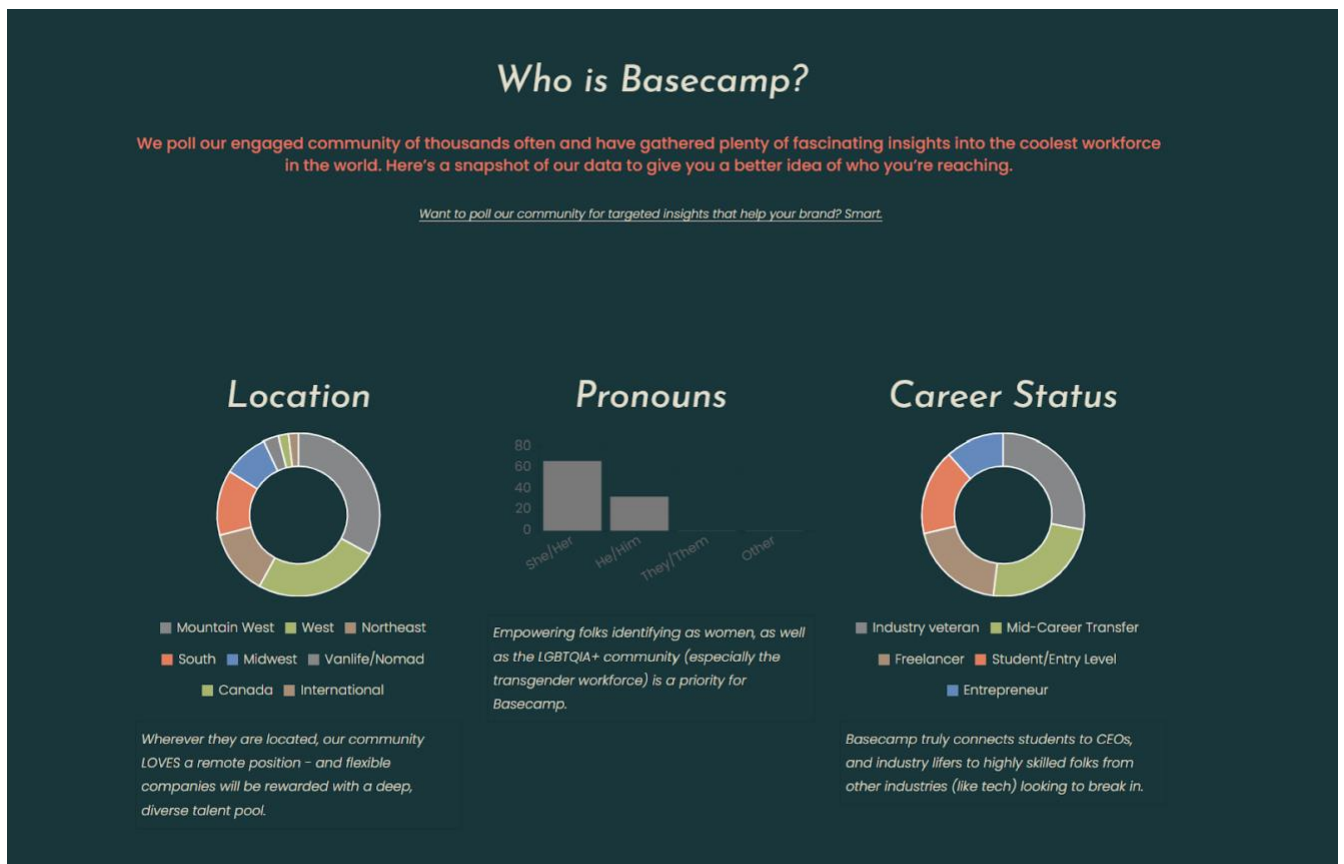 Who is Basecamp?
We poll our engaged community of thousands often and have gathered plenty of fascinating insights into the coolest workforce
in the world. Here's a snapshot of our data to give you a better idea of who you're reaching.
Want to poll our community for targeted insights that help your brand? Smart.
Location
Mountain West West Northeast
South Midwest Vanlife/Nomad
Canada International
Wherever they are located, our community
LOVES a remote position - and flexible
companies will be rewarded with a deep,
diverse talent pool.
Pronouns
80
60
40
20
0
She/Her He/Him They/Them Other
Empowering folks identifying as women, as well
as the LGBTQIA+ community (especially the
transgender workforce) is a priority for
Basecamp.
Career Status
Industry veteran Mid-Career Transfer
Freelancer Student/Entry Level
Entrepreneur
Basecamp truly connects students to CEOs,
and industry lifers to highly skilled folks from
other industries (like tech) looking to break in.